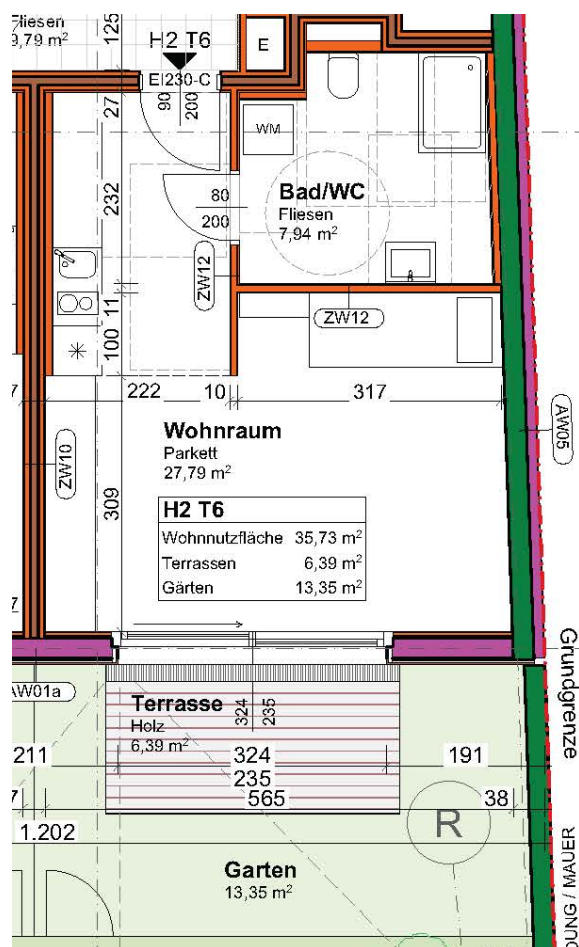 Fliesen
9,79 m²
125
H2 T6
E
EI230-C
90
200
27
WM
232
80
200
Bad/WC
Fliesen
7,94 m²
ZW12
ZW12
11
100
222
10
317
ZW10
AW05
Wohnraum
Parkett
27,79 m²
309
H2 T6
Wohnnutzfläche 35,73 m²
Terrassen 6,39 m²
Gärten 13,35 m²
AW01a
Grundgrenze
Terrasse
Holz
6,39 m²
324
235
211
324
191
235
7
565
38
1.202
R
Garten
13,35 m²
MAUER